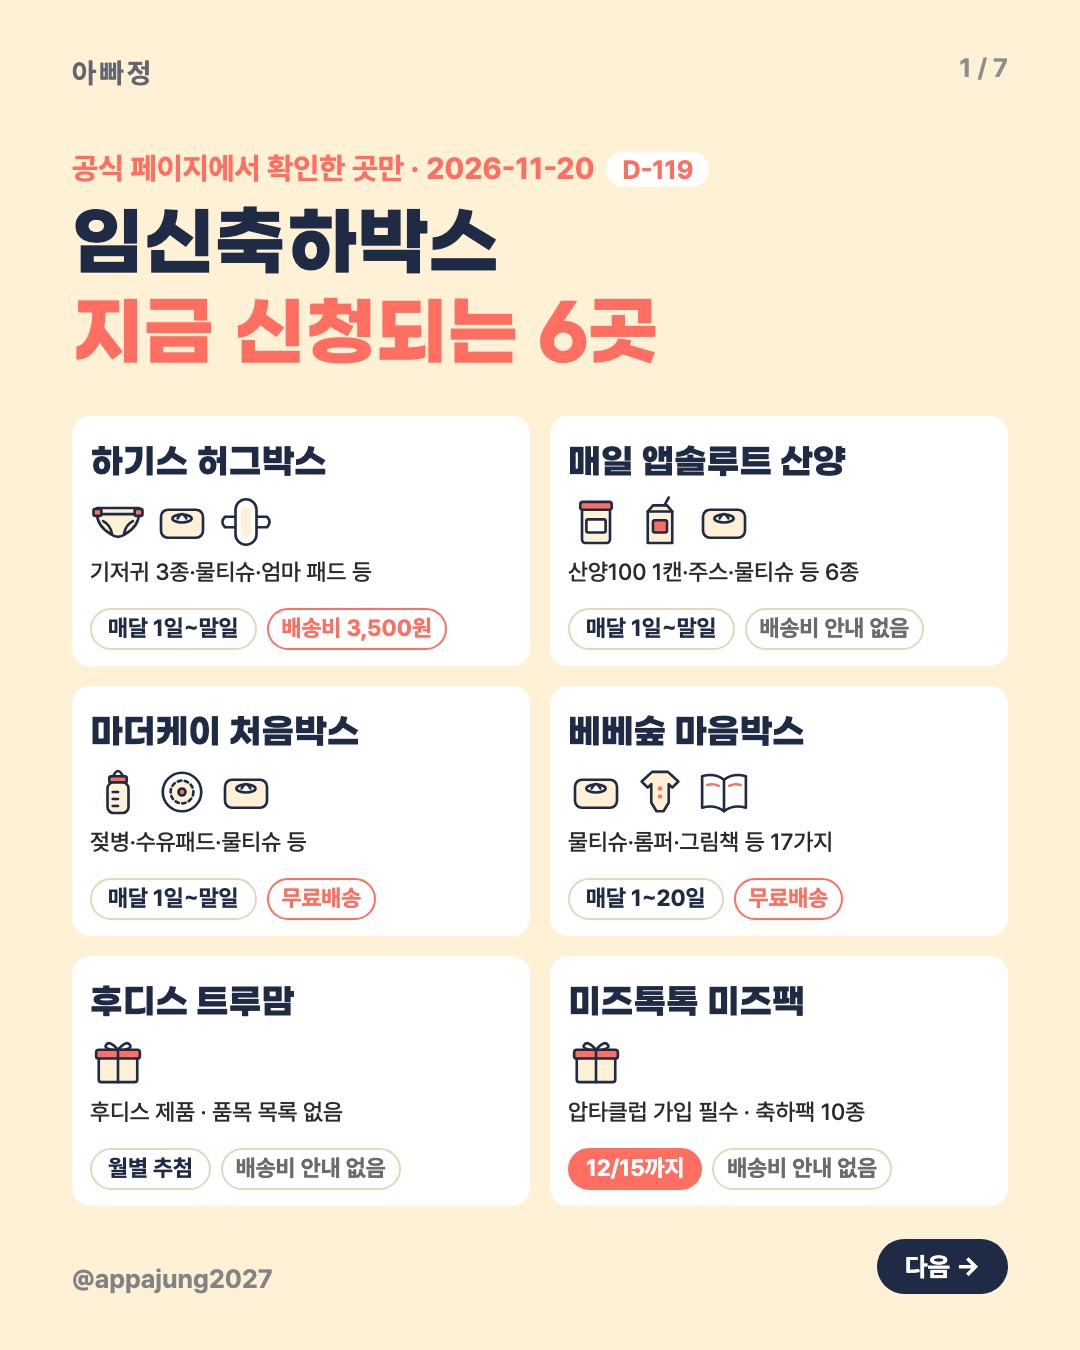 아빠정
1 / 7
공식 페이지에서 확인한 곳만 · 2026-11-20 D-119
임신축하박스
지금 신청되는 6곳
하기스 허그박스
기저귀 3종·물티슈·엄마 패드 등
매달 1일~말일 배송비 3,500원
매일 앱솔루트 산양
산양100 1캔·주스·물티슈 등 6종
매달 1일~말일 배송비 안내 없음
마더케이 처음박스
젖병·수유패드·물티슈 등
매달 1일~말일 무료배송
베베숲 마음박스
물티슈·롬퍼·그림책 등 17가지
매달 1~20일 무료배송
후디스 트루맘
후디스 제품 · 품목 목록 없음
월별 추첨 배송비 안내 없음
미즈톡톡 미즈팩
압타클럽 가입 필수 · 축하팩 10종
12/15까지 배송비 안내 없음
@appajung2027
다음 →